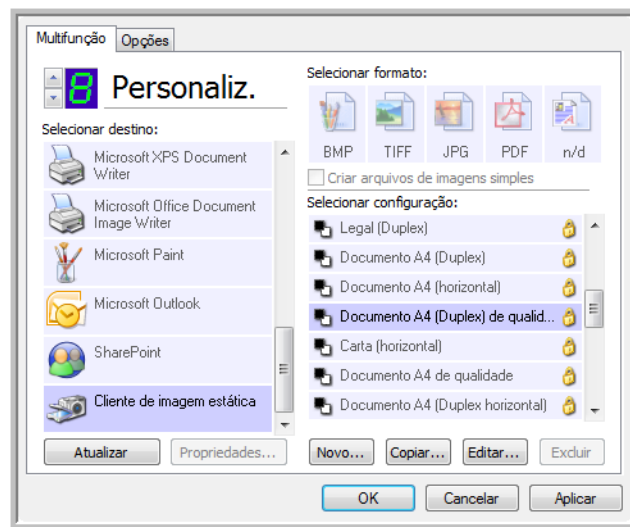 Multifunção Opções
8 Personaliz.
Selecionar destino:
Microsoft XPS Document
Writer
Microsoft Office Document
Image Writer
Microsoft Paint
Microsoft Outlook
SharePoint
Cliente de imagem estática
Atualizar Propriedades...
Selecionar formato:
BMP TIFF JPG PDF n/d
Criar arquivos de imagens simples
Selecionar configuração:
Legal (Duplex)
Documento A4 (Duplex)
Documento A4 (horizontal)
Documento A4 (Duplex) de qualid...
Carta (horizontal)
Documento A4 de qualidade
Documento A4 (Duplex horizontal)
Novo... Copiar... Editar... Excluir
OK Cancelar Aplicar